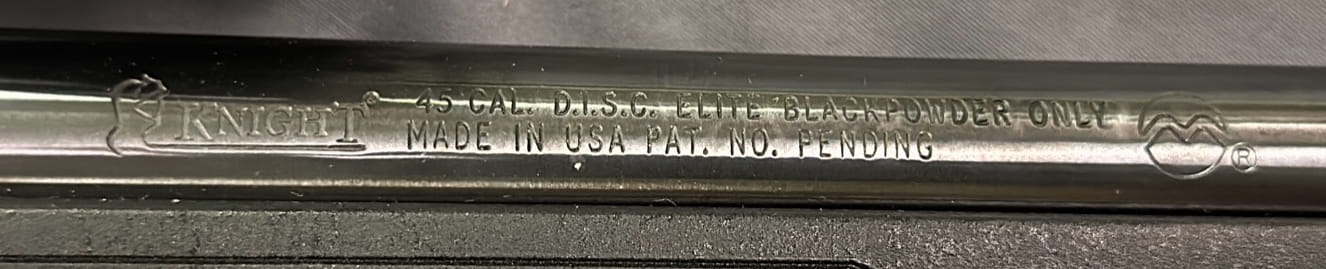 KNIGHT®
45 CAL. D.I.S.C. ELITE BLACKPOWDER ONLY
MADE IN USA PAT. NO. PENDING
®